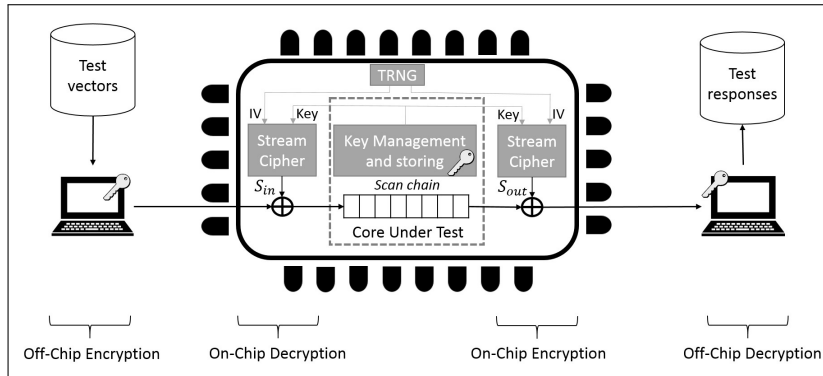 Test
vectors
TRNG
Test
responses
IV
Key
Key
IV
Stream
Cipher
Key Management
and storing
Stream
Cipher
S_in
Scan chain
S_out
Core Under Test
Off-Chip Encryption
On-Chip Decryption
On-Chip Encryption
Off-Chip Decryption